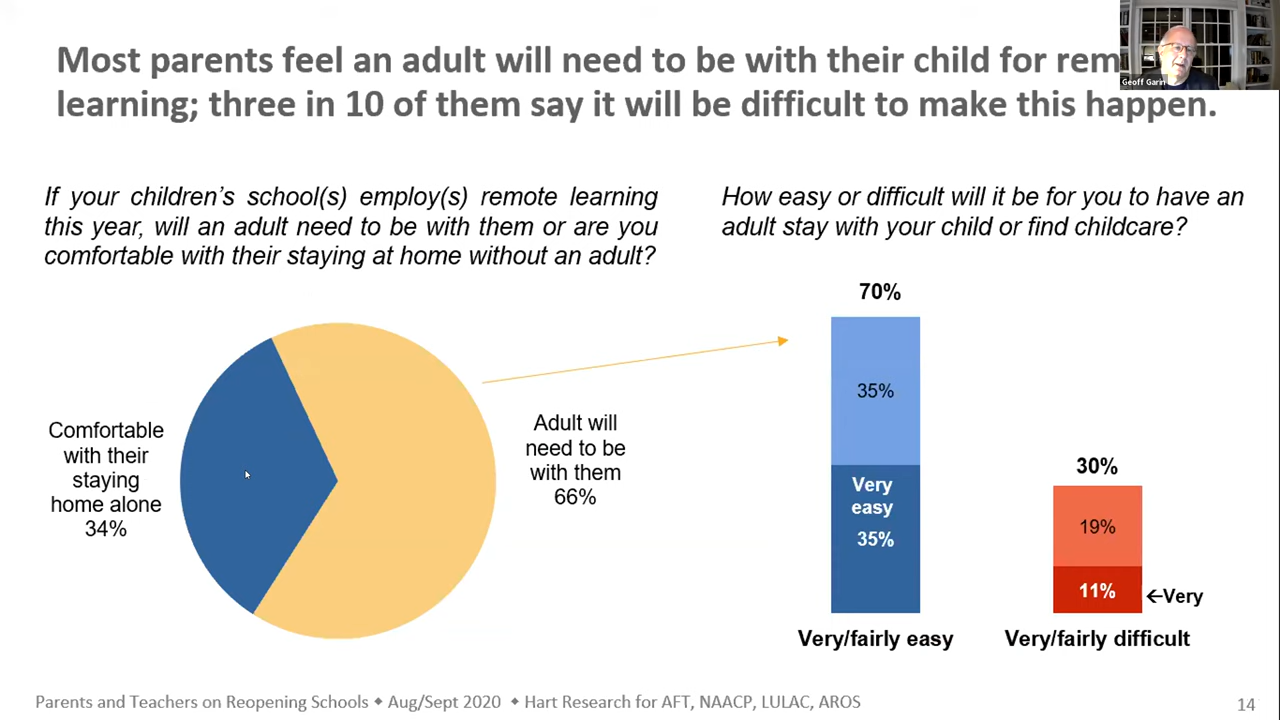 Most parents feel an adult will need to be with their child for rem
learning; three in 10 of them say it will be difficult to make this happen.
Geoff Garin
If your children's school(s) employ(s) remote learning
this year, will an adult need to be with them or are you
comfortable with their staying at home without an adult?
How easy or difficult will it be for you to have an
adult stay with your child or find childcare?
Comfortable
with their
staying
home alone
34%
Adult will
need to be
with them
66%
70%
35%
Very
easy
35%
Very/fairly easy
30%
19%
11%
←Very
Very/fairly difficult
Parents and Teachers on Reopening Schools ◆ Aug/Sept 2020 ◆ Hart Research for AFT, NAACP, LULAC, AROS
14